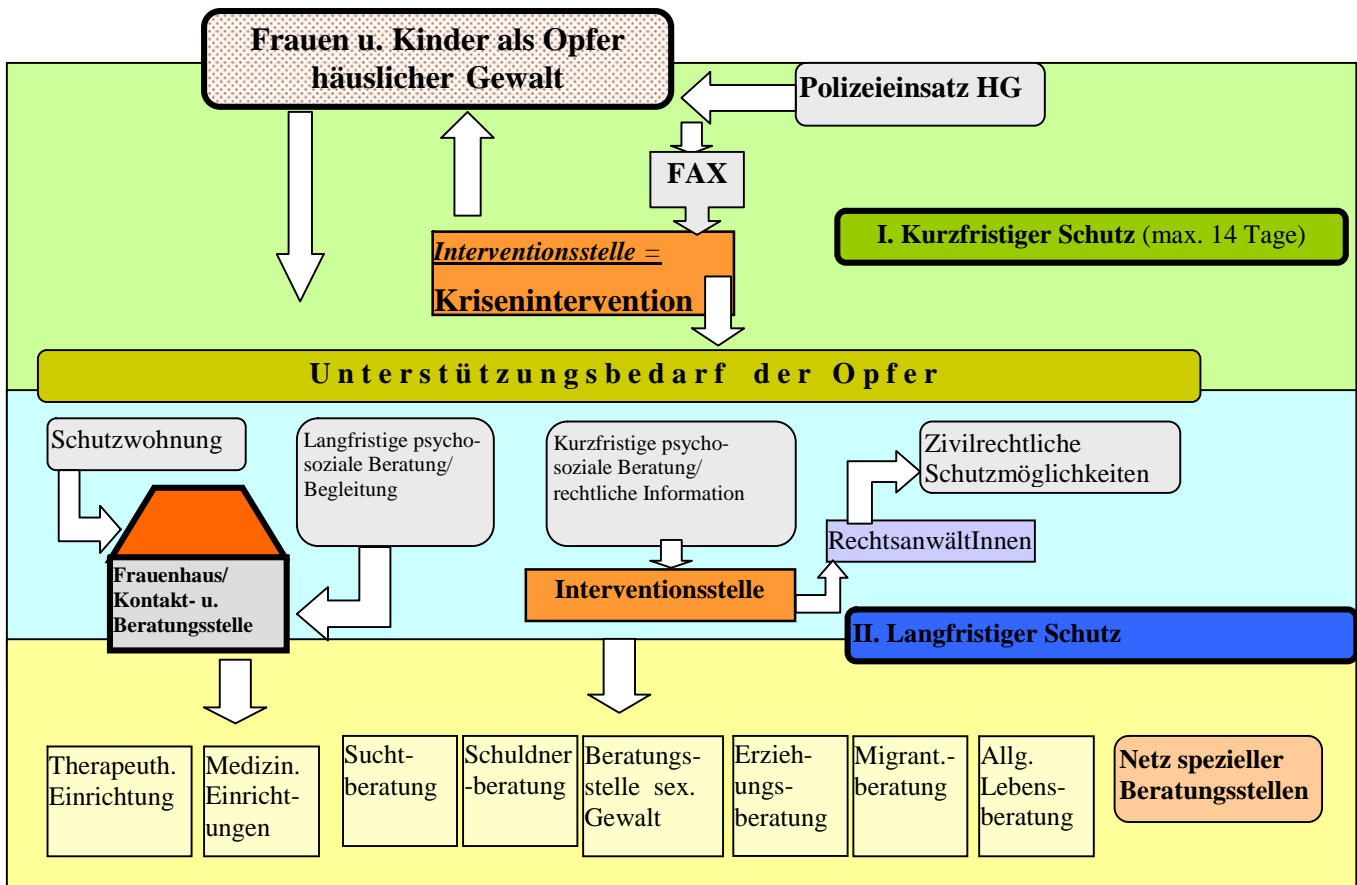 Frauen u. Kinder als Opfer
häuslicher Gewalt
Polizeieinsatz HG
FAX
I. Kurzfristiger Schutz (max. 14 Tage)
Interventionsstelle =
Krisenintervention
Unterstützungsbedarf der Opfer
Schutzwohnung
Langfristige psycho-
soziale Beratung/
Begleitung
Kurzfristige psycho-
soziale Beratung/
rechtliche Information
Zivilrechtliche
Schutzmöglichkeiten
RechtsanwältInnen
Frauenhaus/
Kontakt- u.
Beratungsstelle
Interventionsstelle
II. Langfristiger Schutz
Therapeuth.
Einrichtung
Medizin.
Einricht-
ungen
Sucht-
beratung
Schuldner
-beratung
Beratungs-
stelle sex.
Gewalt
Erzieh-
ungs-
beratung
Migrant.-
beratung
Allg.
Lebens-
beratung
Netz spezieller
Beratungsstellen